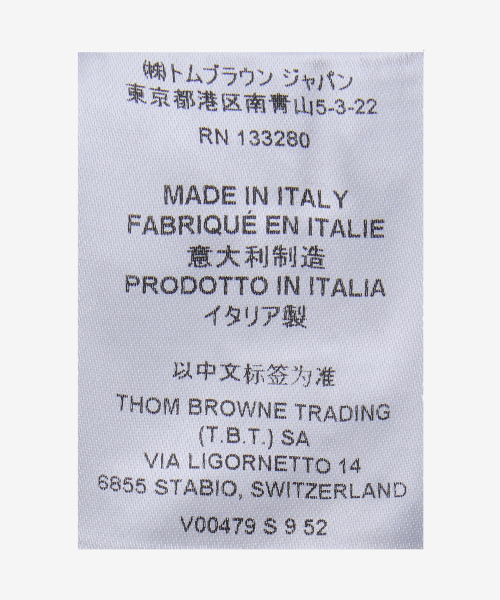 ㈱トムブラウン ジャパン
東京都港区南青山5-3-22
RN 133280
MADE IN ITALY
FABRIQUÉ EN ITALIE
意大利制造
PRODOTTO IN ITALIA
イタリア製
以中文标签为准
THOM BROWNE TRADING
(T.B.T.) SA
VIA LIGORNETTO 14
6855 STABIO, SWITZERLAND
V00479 S 9 52